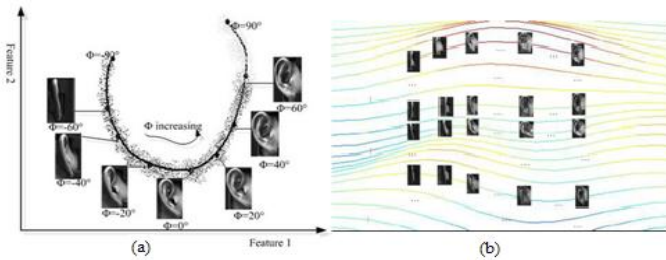 Feature 2
Φ=90°
Φ=-90°
Φ=-60°
Φ=60°
Φ increasing
Φ=-40°
Φ=40°
Φ=-20°
Φ=20°
Φ=0°
Feature 1
(a)
(b)